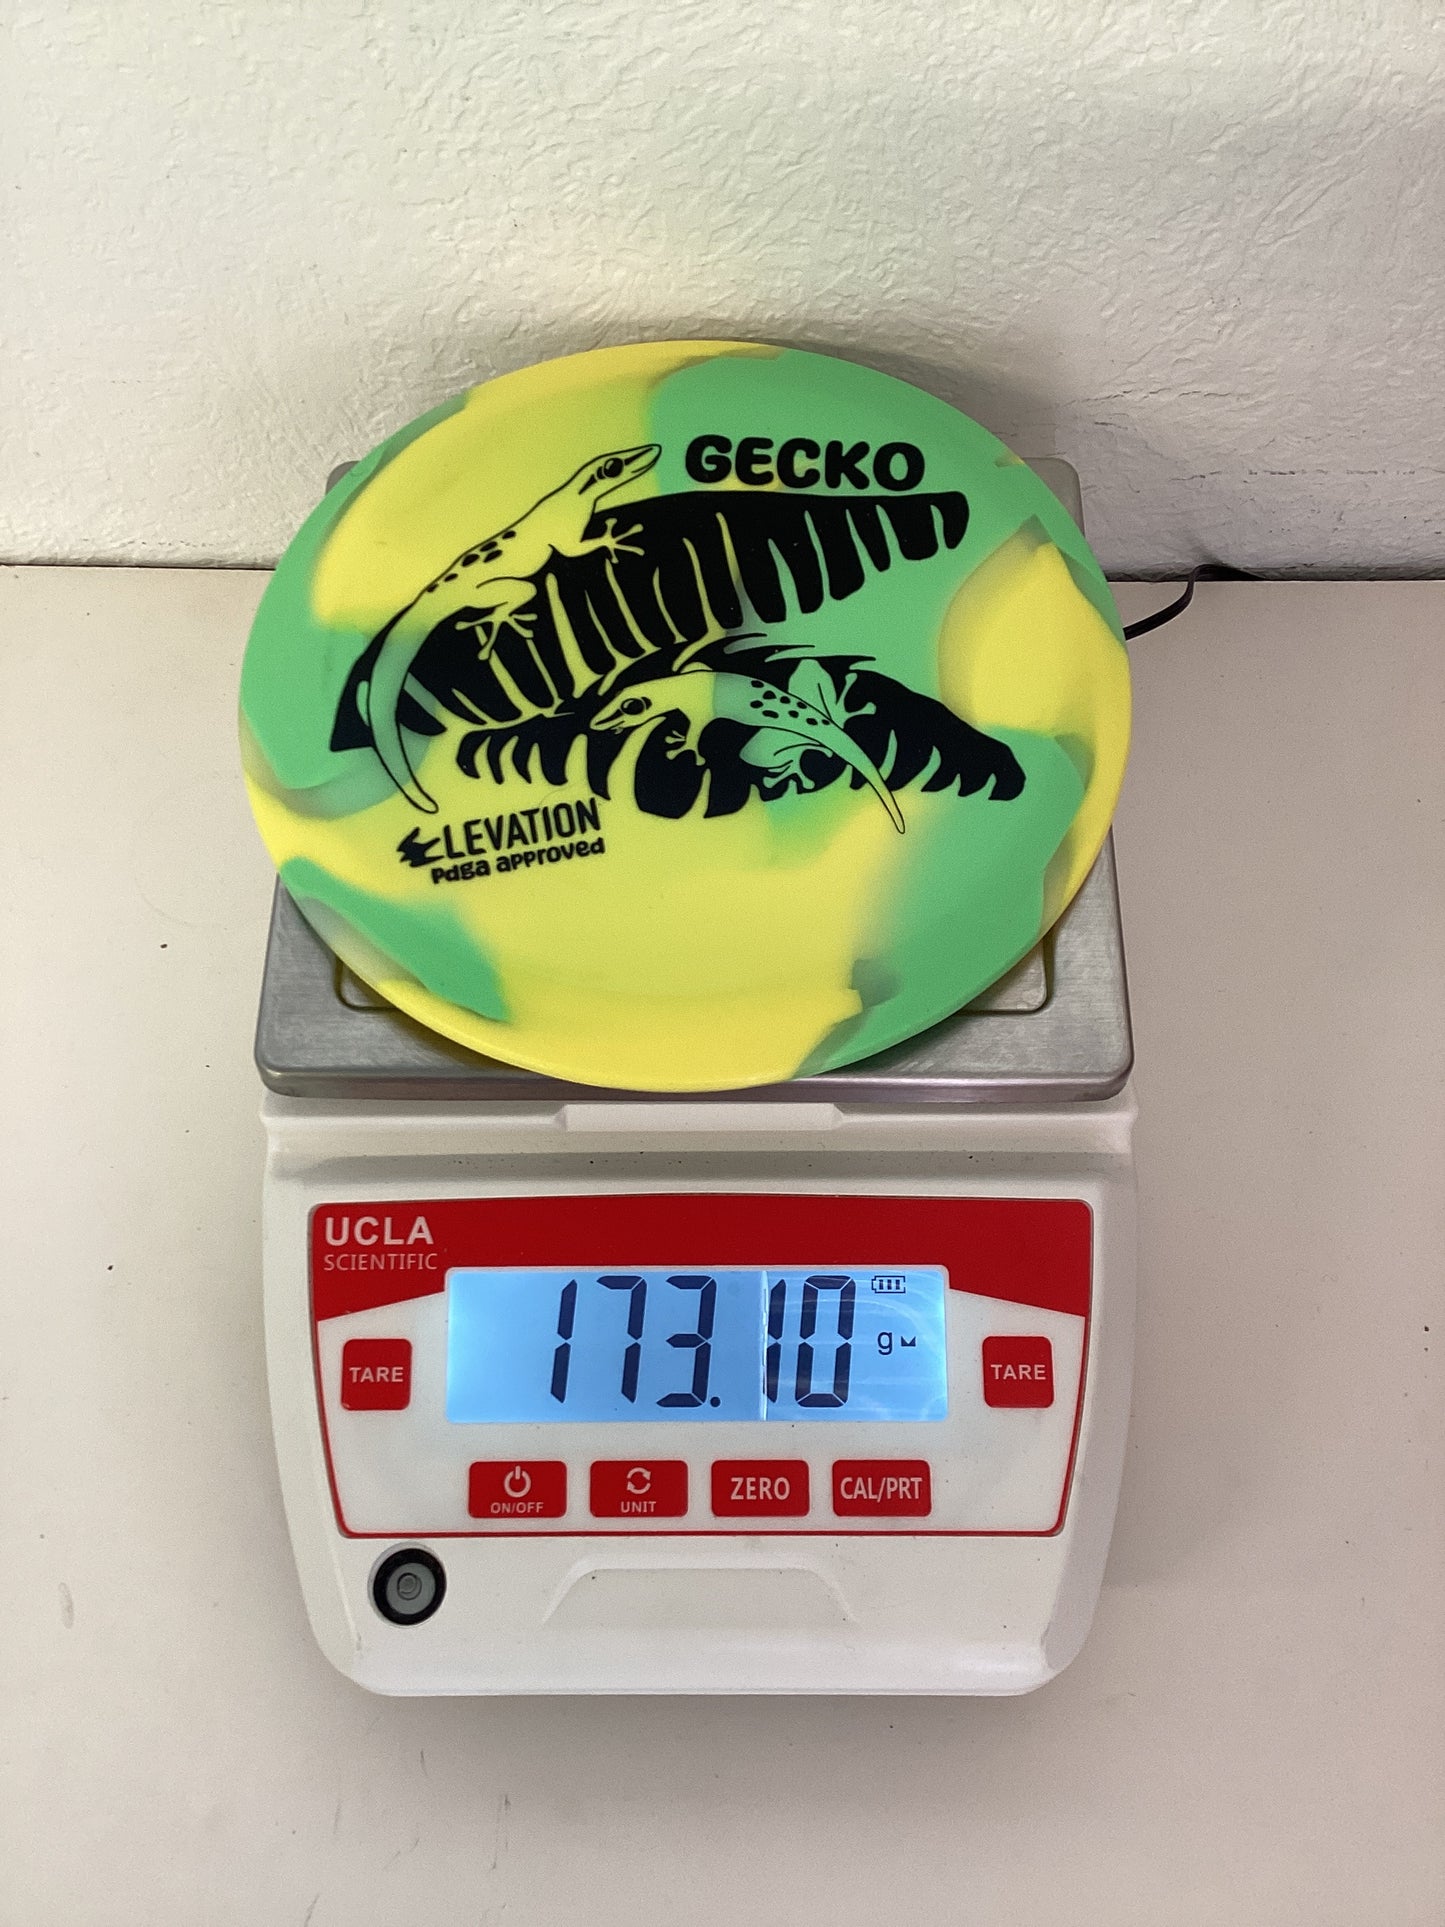 GECKO
ELEVATION
Pdga approved
UCLA
SCIENTIFIC
173.10 g
TARE
TARE
ON/OFF
UNIT
ZERO
CAL/PRT